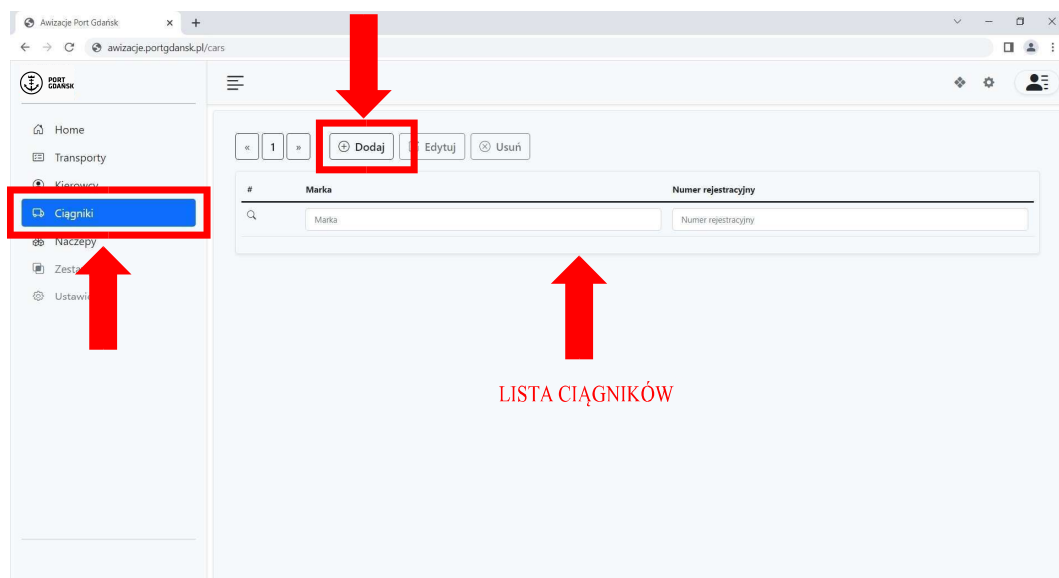 Awizacje Port Gdańsk
awizacje.portgdansk.pl/cars
PORT
GDAŃSK
Home
Transporty
Kierowcy
Ciągniki
Naczepy
« 1 » Dodaj Edytuj Usuń
# Marka Numer rejestracyjny
Marka Numer rejestracyjny
LISTA CIĄGNIKÓW